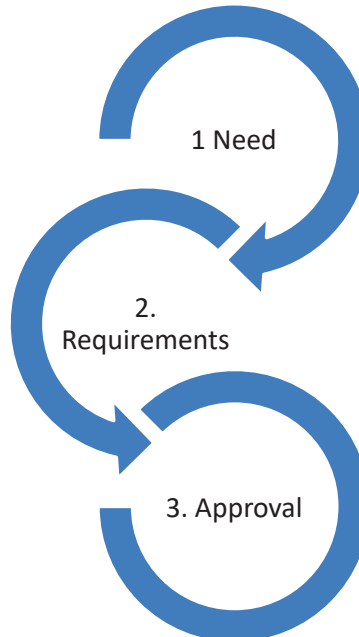 1 Need
2.
Requirements
3. Approval